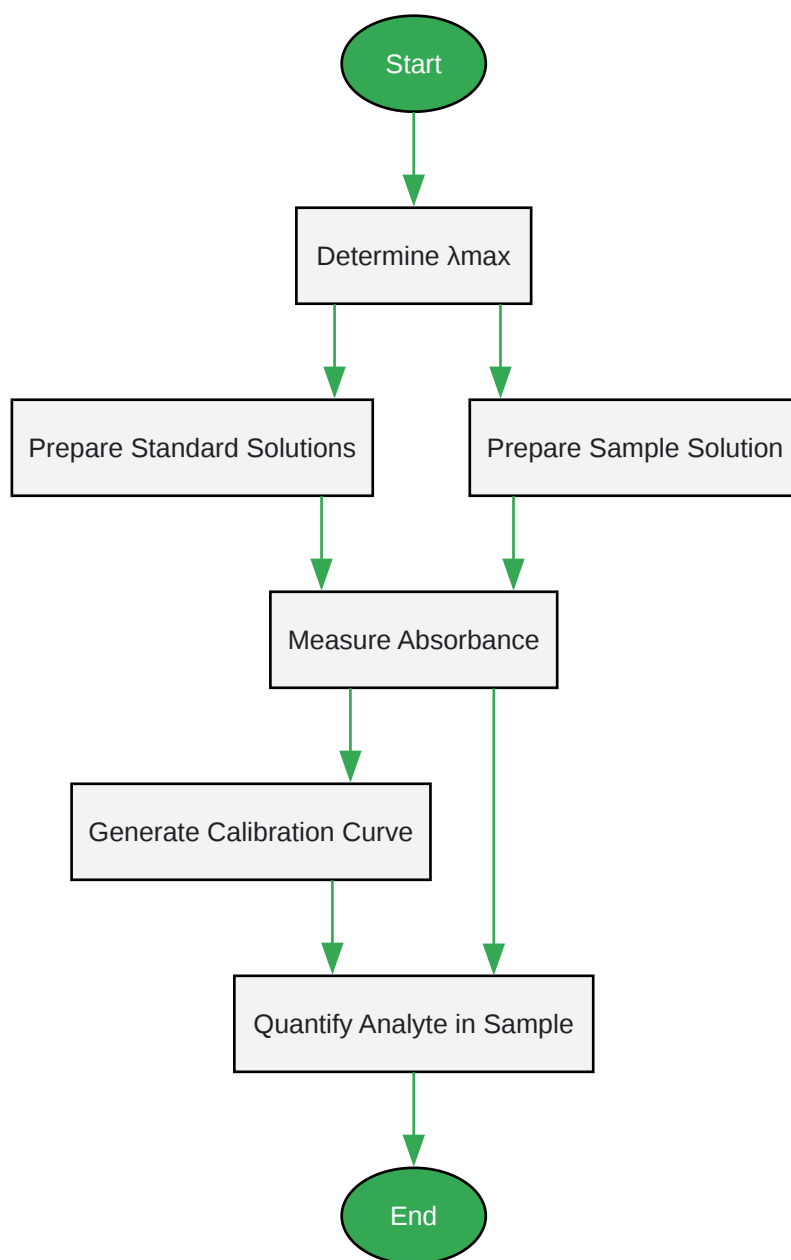 Start
Determine λmax
Prepare Standard Solutions
Prepare Sample Solution
Measure Absorbance
Generate Calibration Curve
Quantify Analyte in Sample
End